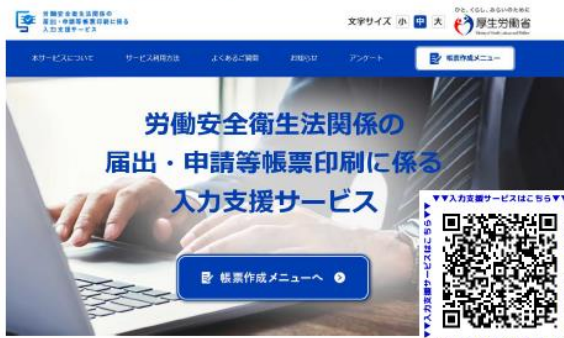 労働安全衛生法関係の
届出・申請等帳票印刷に係る
入力支援サービス
文字サイズ 小 中 大
ひと、くらし、みらいのために
厚生労働省
Ministry of Health, Labour and Welfare
本サービスについて
サービス利用方法
よくあるご質問
お知らせ
アンケート
帳票作成メニュー
労働安全衛生法関係の
届出・申請等帳票印刷に係る
入力支援サービス
帳票作成メニューへ
▼▼入力支援サービスはこちら▼▼
▼▼入力支援サービスはこちら▼▼